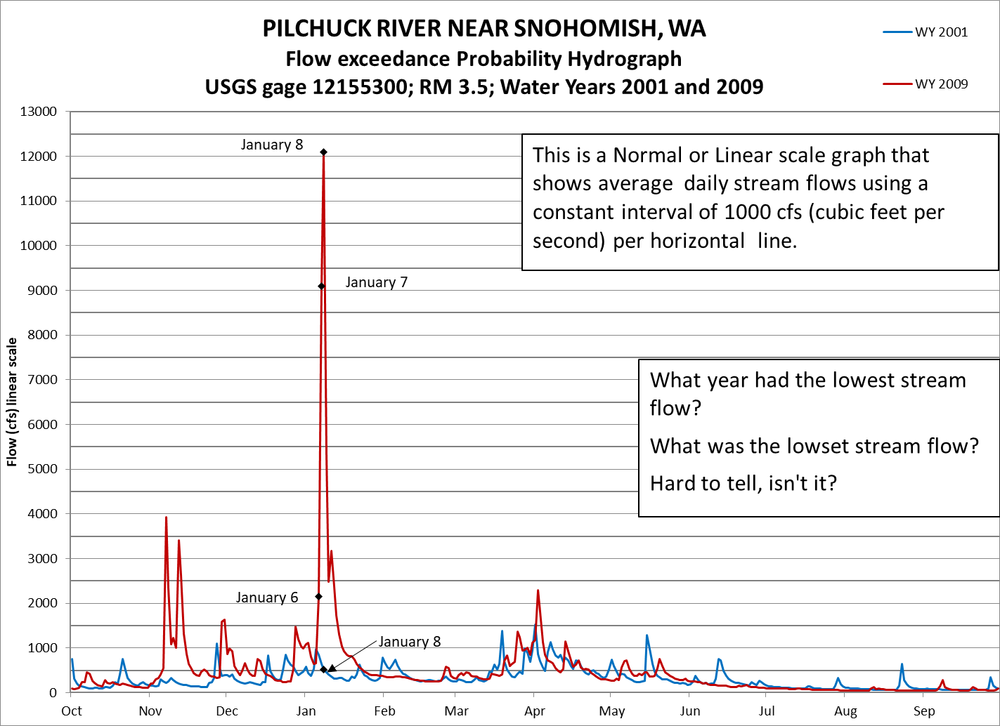 PILCHUCK RIVER NEAR SNOHOMISH, WA
Flow exceedance Probability Hydrograph
USGS gage 12155300; RM 3.5; Water Years 2001 and 2009
WY 2001
WY 2009
13000
12000
11000
10000
9000
8000
7000
6000
5000
4000
3000
2000
1000
0
Flow (cfs) linear scale
January 8
January 7
January 6
January 8
This is a Normal or Linear scale graph that
shows average daily stream flows using a
constant interval of 1000 cfs (cubic feet per
second) per horizontal line.
What year had the lowest stream
flow?
What was the lowset stream flow?
Hard to tell, isn't it?
Oct Nov Dec Jan Feb Mar Apr May Jun Jul Aug Sep